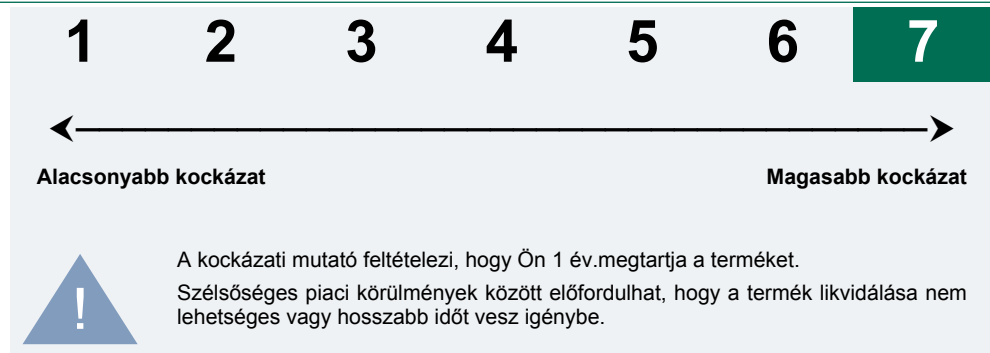 1 2 3 4 5 6 7
Alacsonyabb kockázat Magasabb kockázat
A kockázati mutató feltételezi, hogy Ön 1 év.megtartja a terméket.
Szélsőséges piaci körülmények között előfordulhat, hogy a termék likvidálása nem
lehetséges vagy hosszabb időt vesz igénybe.
!